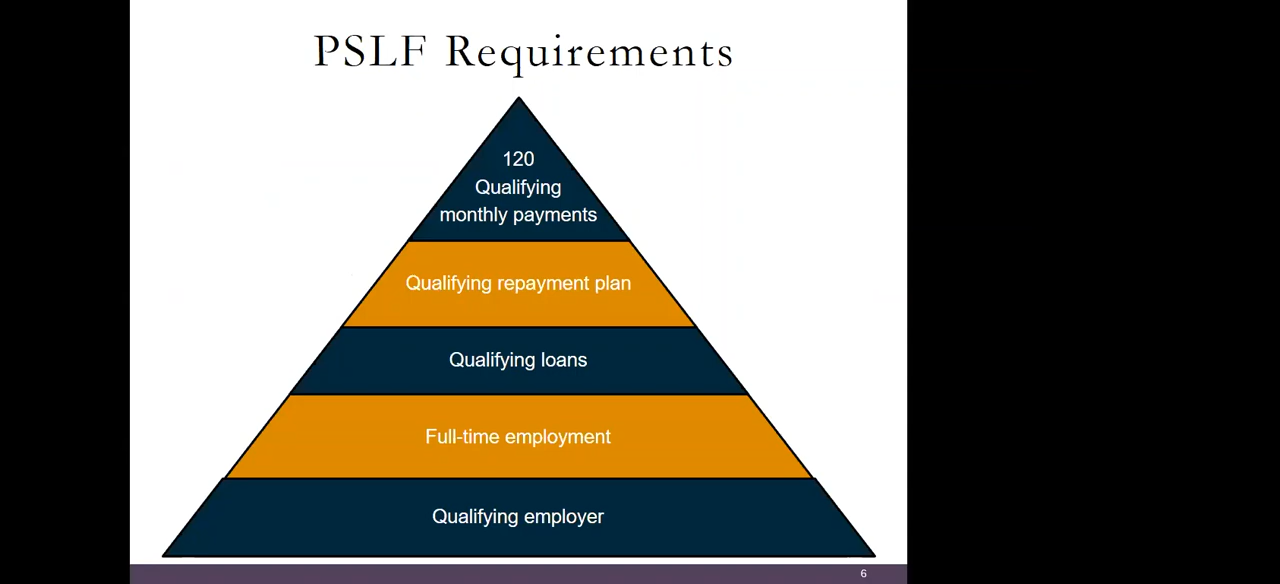 PSLF Requirements
120
Qualifying
monthly payments
Qualifying repayment plan
Qualifying loans
Full-time employment
Qualifying employer
6